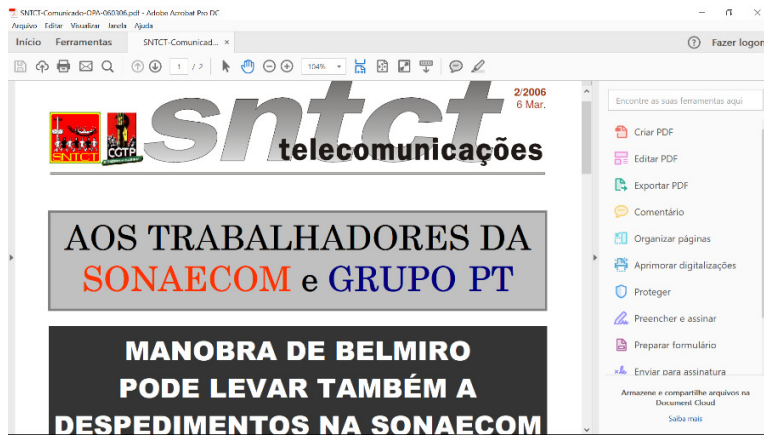 SNTCT-Comunicado-OPA-060306.pdf - Adobe Acrobat Pro DC
Arquivo Editar Visualizar Janela Ajuda
Início Ferramentas SNTCT-Comunicad... × Fazer logon
1 / 2 104%
2/2006
6 Mar.
SNTCT CGTP sntct
telecomunicações
AOS TRABALHADORES DA
SONAECOM e GRUPO PT
MANOBRA DE BELMIRO
PODE LEVAR TAMBÉM A
DESPEDIMENTOS NA SONAECOM
Encontre as suas ferramentas aqui
Criar PDF
Editar PDF
Exportar PDF
Comentário
Organizar páginas
Aprimorar digitalizações
Proteger
Preencher e assinar
Preparar formulário
Enviar para assinatura
Armazene e compartilhe arquivos na
Document Cloud
Saiba mais